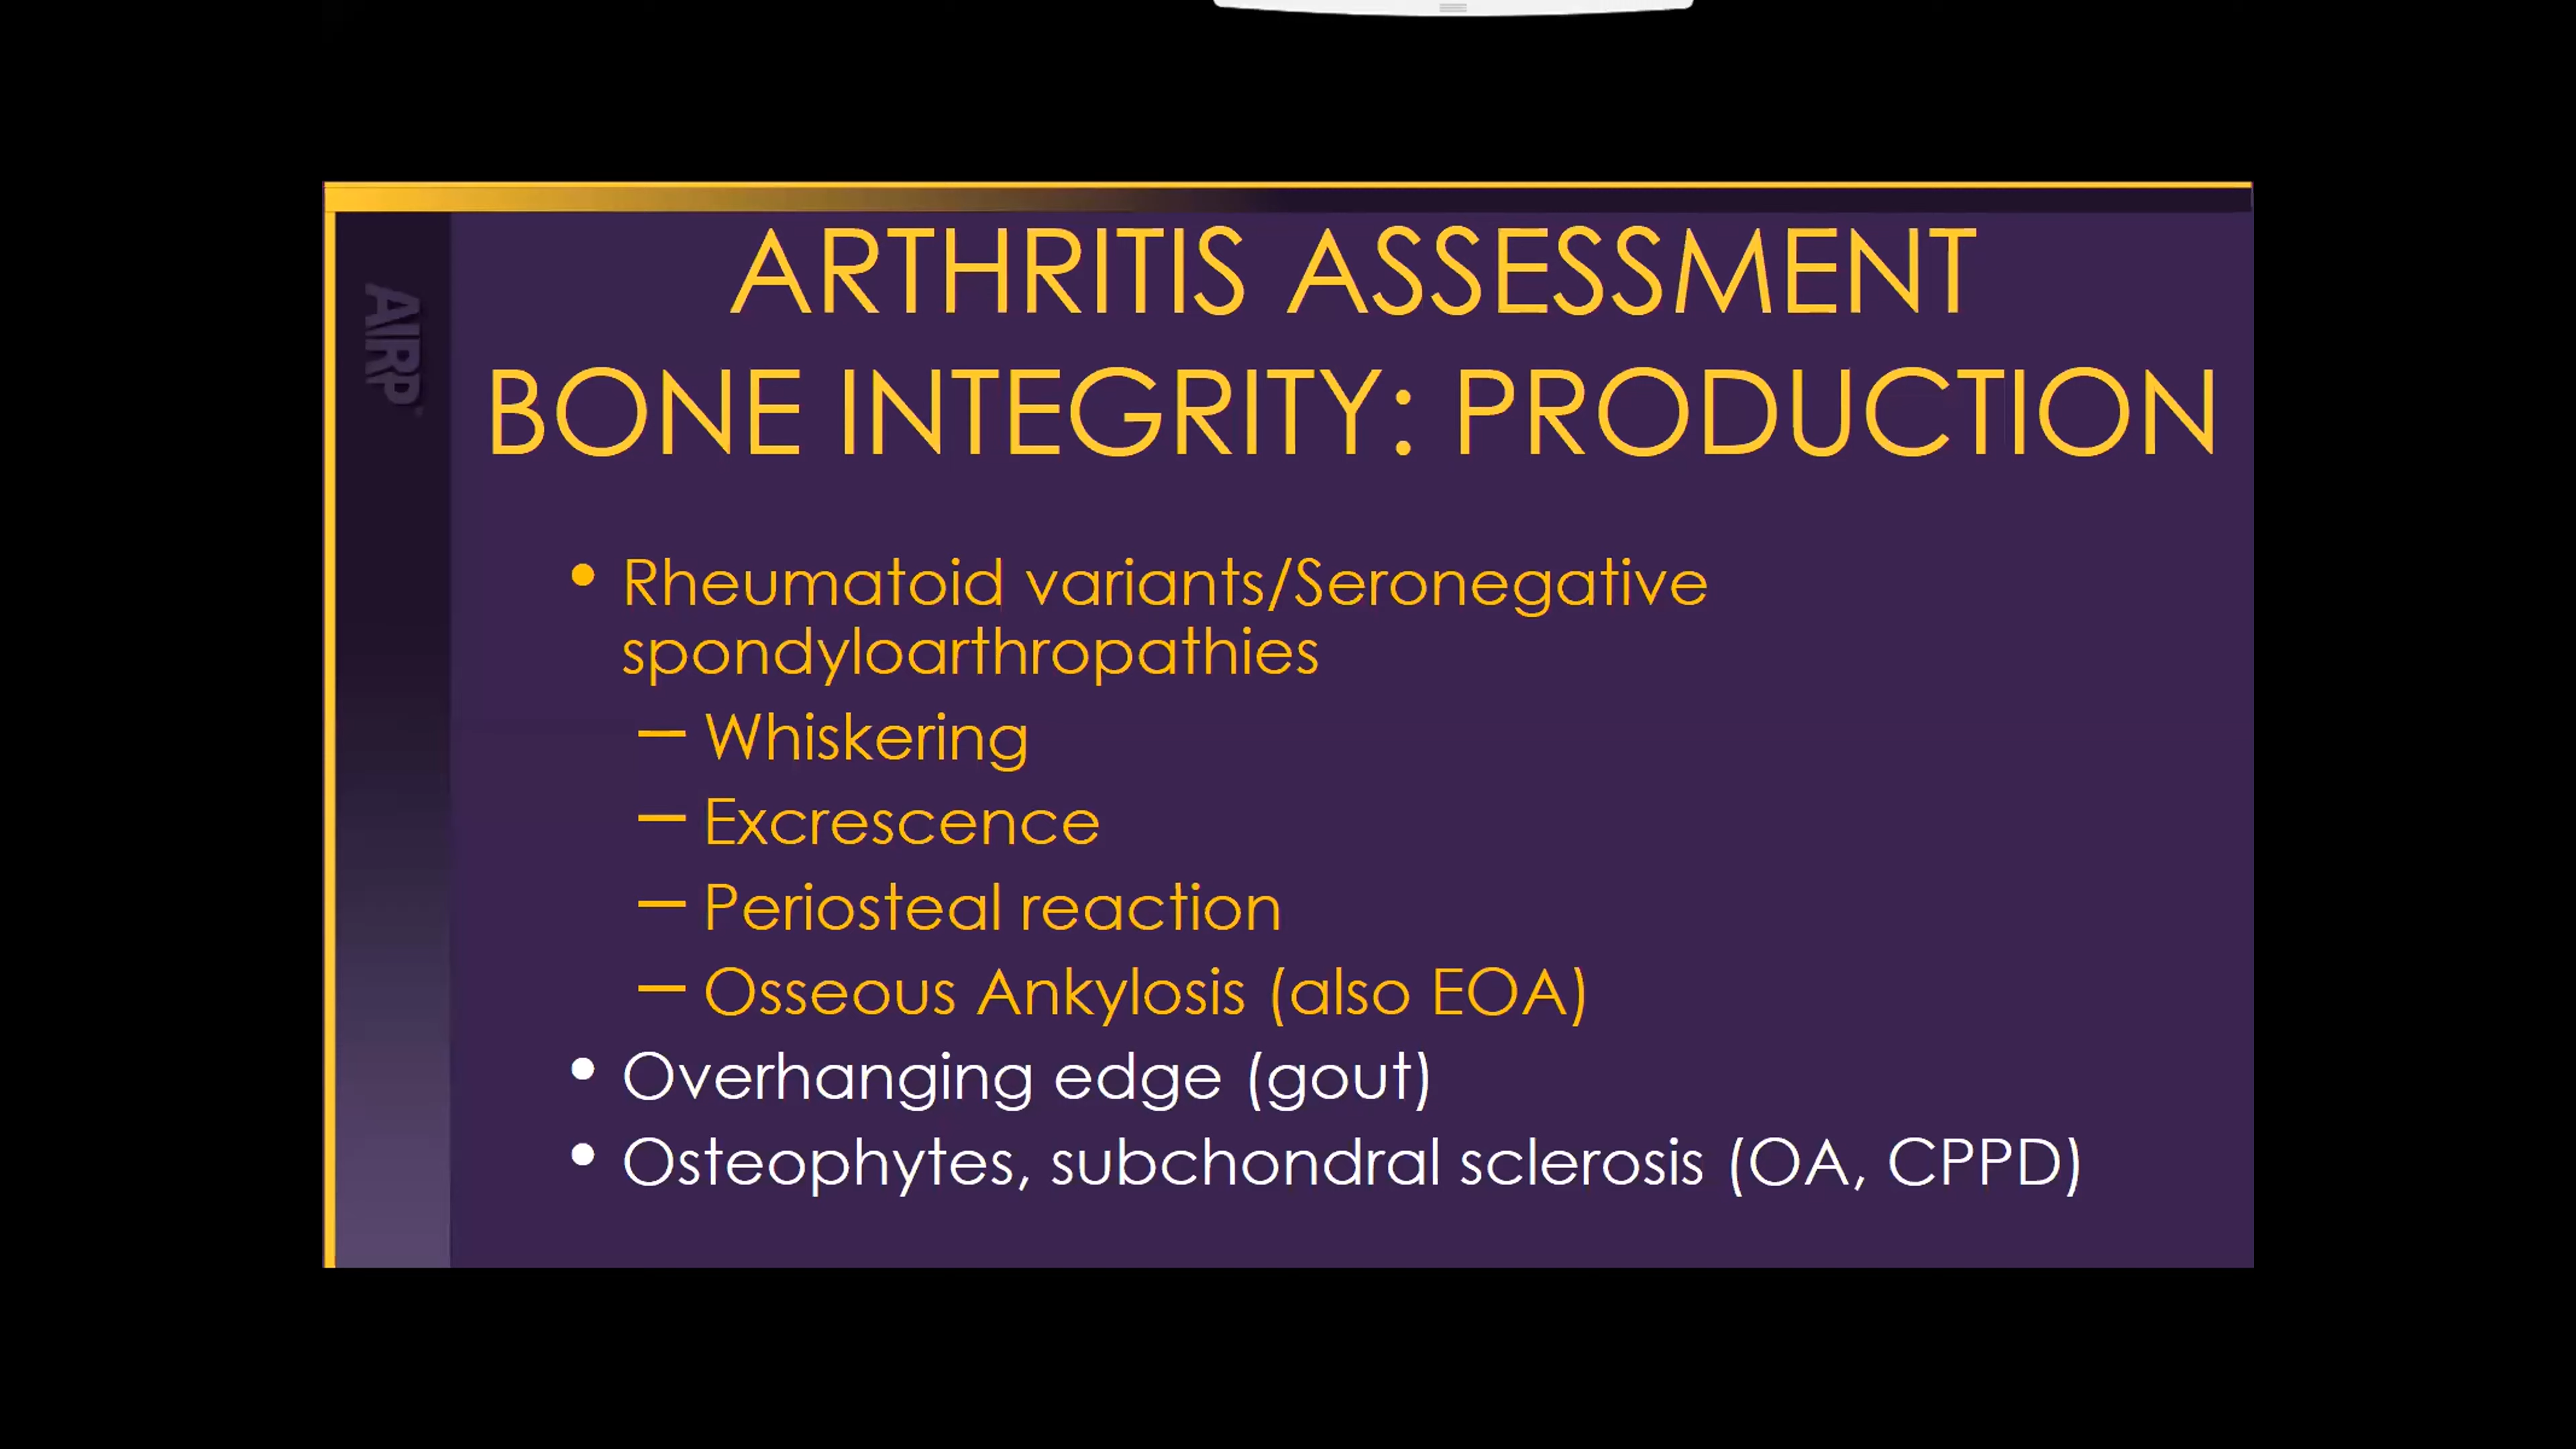 ARTHRITIS ASSESSMENT
BONE INTEGRITY: PRODUCTION
AIRP
• Rheumatoid variants/Seronegative
spondyloarthropathies
– Whiskering
– Excrescence
– Periosteal reaction
– Osseous Ankylosis (also EOA)
• Overhanging edge (gout)
• Osteophytes, subchondral sclerosis (OA, CPPD)